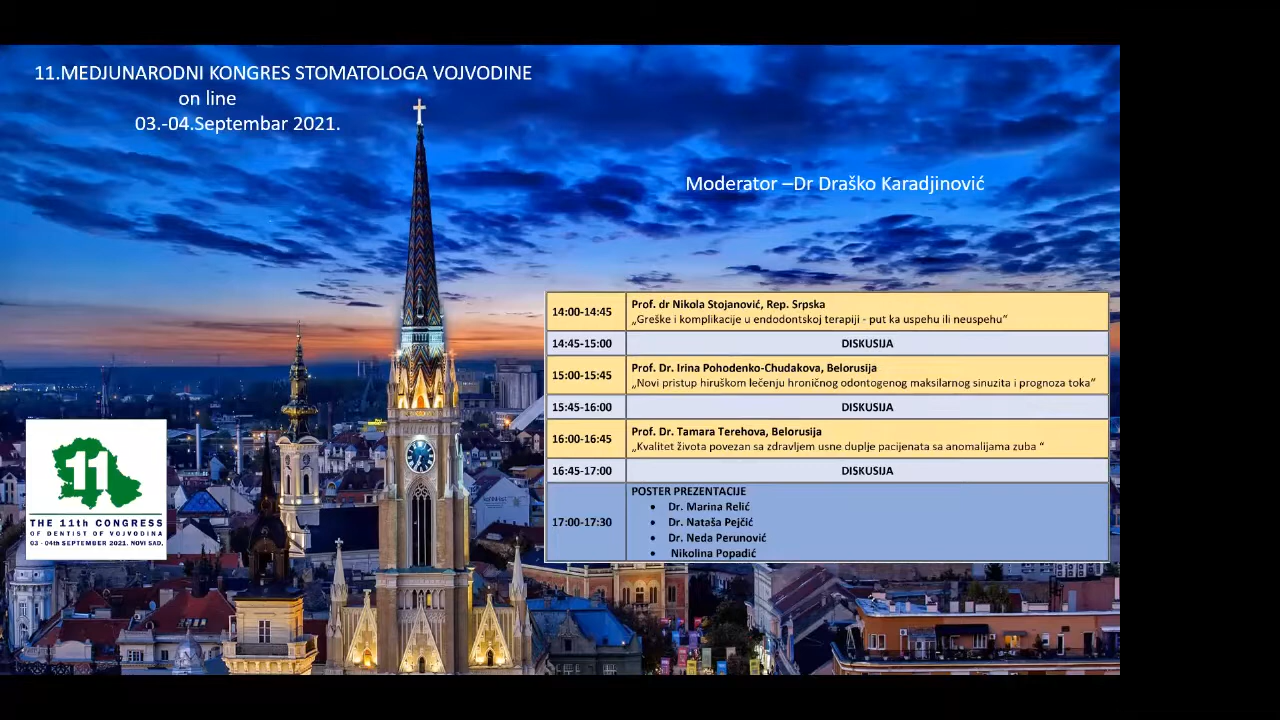 11.MEDJUNARODNI KONGRES STOMATOLOGA VOJVODINE
on line
03.-04.Septembar 2021.
Moderator –Dr Draško Karadjinović
14:00-14:45
Prof. dr Nikola Stojanović, Rep. Srpska
„Greške i komplikacije u endodontskoj terapiji - put ka uspehu ili neuspehu“
14:45-15:00
DISKUSIJA
15:00-15:45
Prof. Dr. Irina Pohodenko-Chudakova, Belorusija
„Novi pristup hiruškom lečenju hroničnog odontogenog maksilarnog sinuzita i prognoza toka“
15:45-16:00
DISKUSIJA
16:00-16:45
Prof. Dr. Tamara Terehova, Belorusija
„Kvalitet života povezan sa zdravljem usne duplje pacijenata sa anomalijama zuba “
16:45-17:00
DISKUSIJA
17:00-17:30
POSTER PREZENTACIJE
• Dr. Marina Relić
• Dr. Nataša Pejčić
• Dr. Neda Perunović
• Nikolina Popadić
11
THE 11th CONGRESS
OF DENTIST OF VOJVODINA
03 - 04th SEPTEMBER 2021. NOVI SAD.